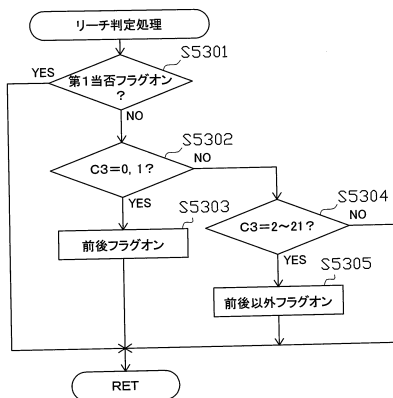 リーチ判定処理
S5301
YES
第1当否フラグオン
?
NO
S5302
C3=0, 1?
NO
YES
S5303
前後フラグオン
S5304
C3=2~21?
NO
YES
S5305
前後以外フラグオン
RET